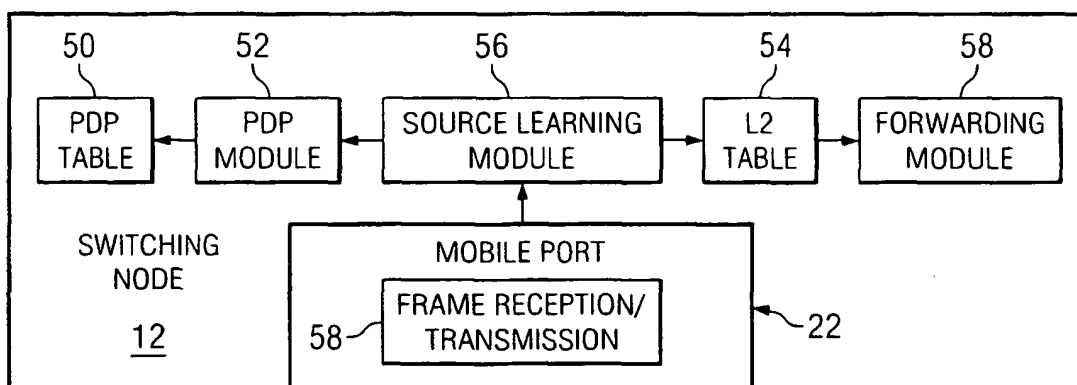 50
52
56
54
58
PDP
TABLE
PDP
MODULE
SOURCE LEARNING
MODULE
L2
TABLE
FORWARDING
MODULE
SWITCHING
NODE
12
MOBILE PORT
FRAME RECEPTION/
TRANSMISSION
58
22